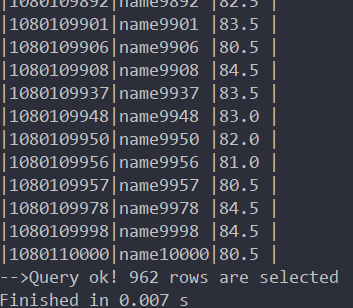 |1080109892|name9892 |82.5 |
|1080109901|name9901 |83.5 |
|1080109906|name9906 |80.5 |
|1080109908|name9908 |84.5 |
|1080109937|name9937 |83.5 |
|1080109948|name9948 |83.0 |
|1080109950|name9950 |82.0 |
|1080109956|name9956 |81.0 |
|1080109957|name9957 |80.5 |
|1080109978|name9978 |84.5 |
|1080109998|name9998 |84.5 |
|1080110000|name10000|80.5 |
-->Query ok! 962 rows are selected
Finished in 0.007 s